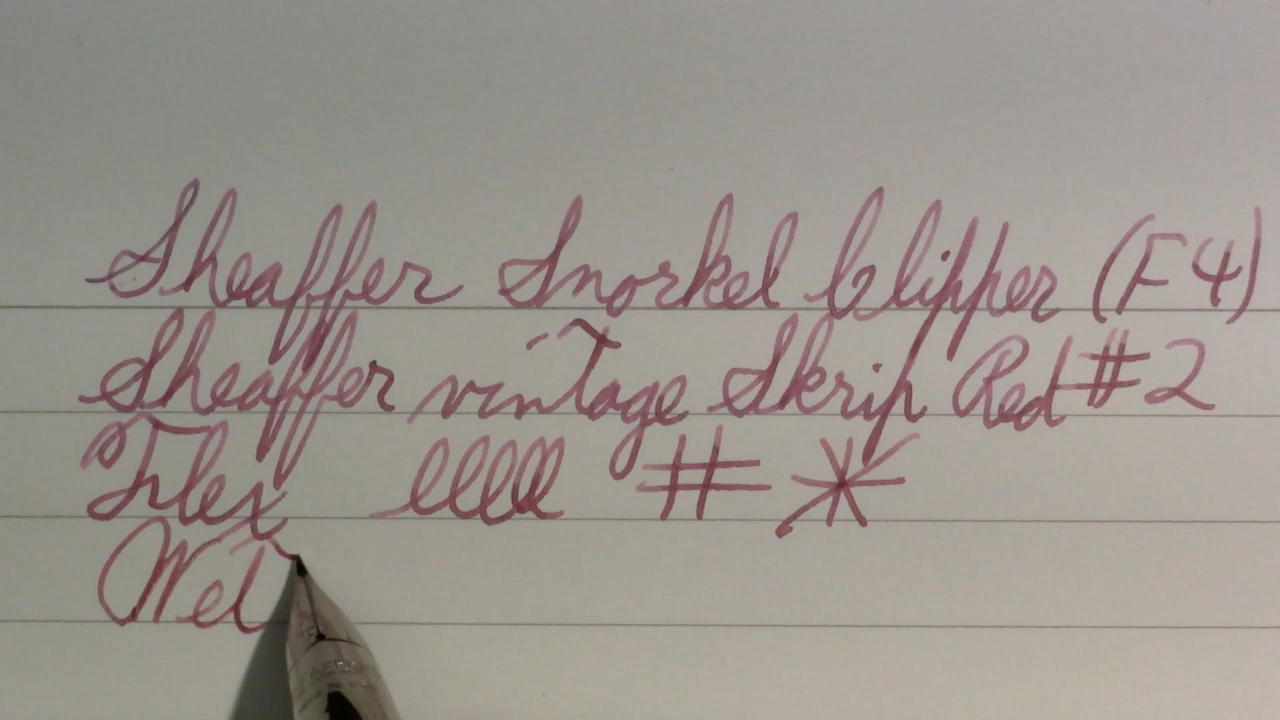 Sheaffer Snorkel Clipper (F4)
Sheaffer vintage Skrip Red #2
Flex llll # *
Wet